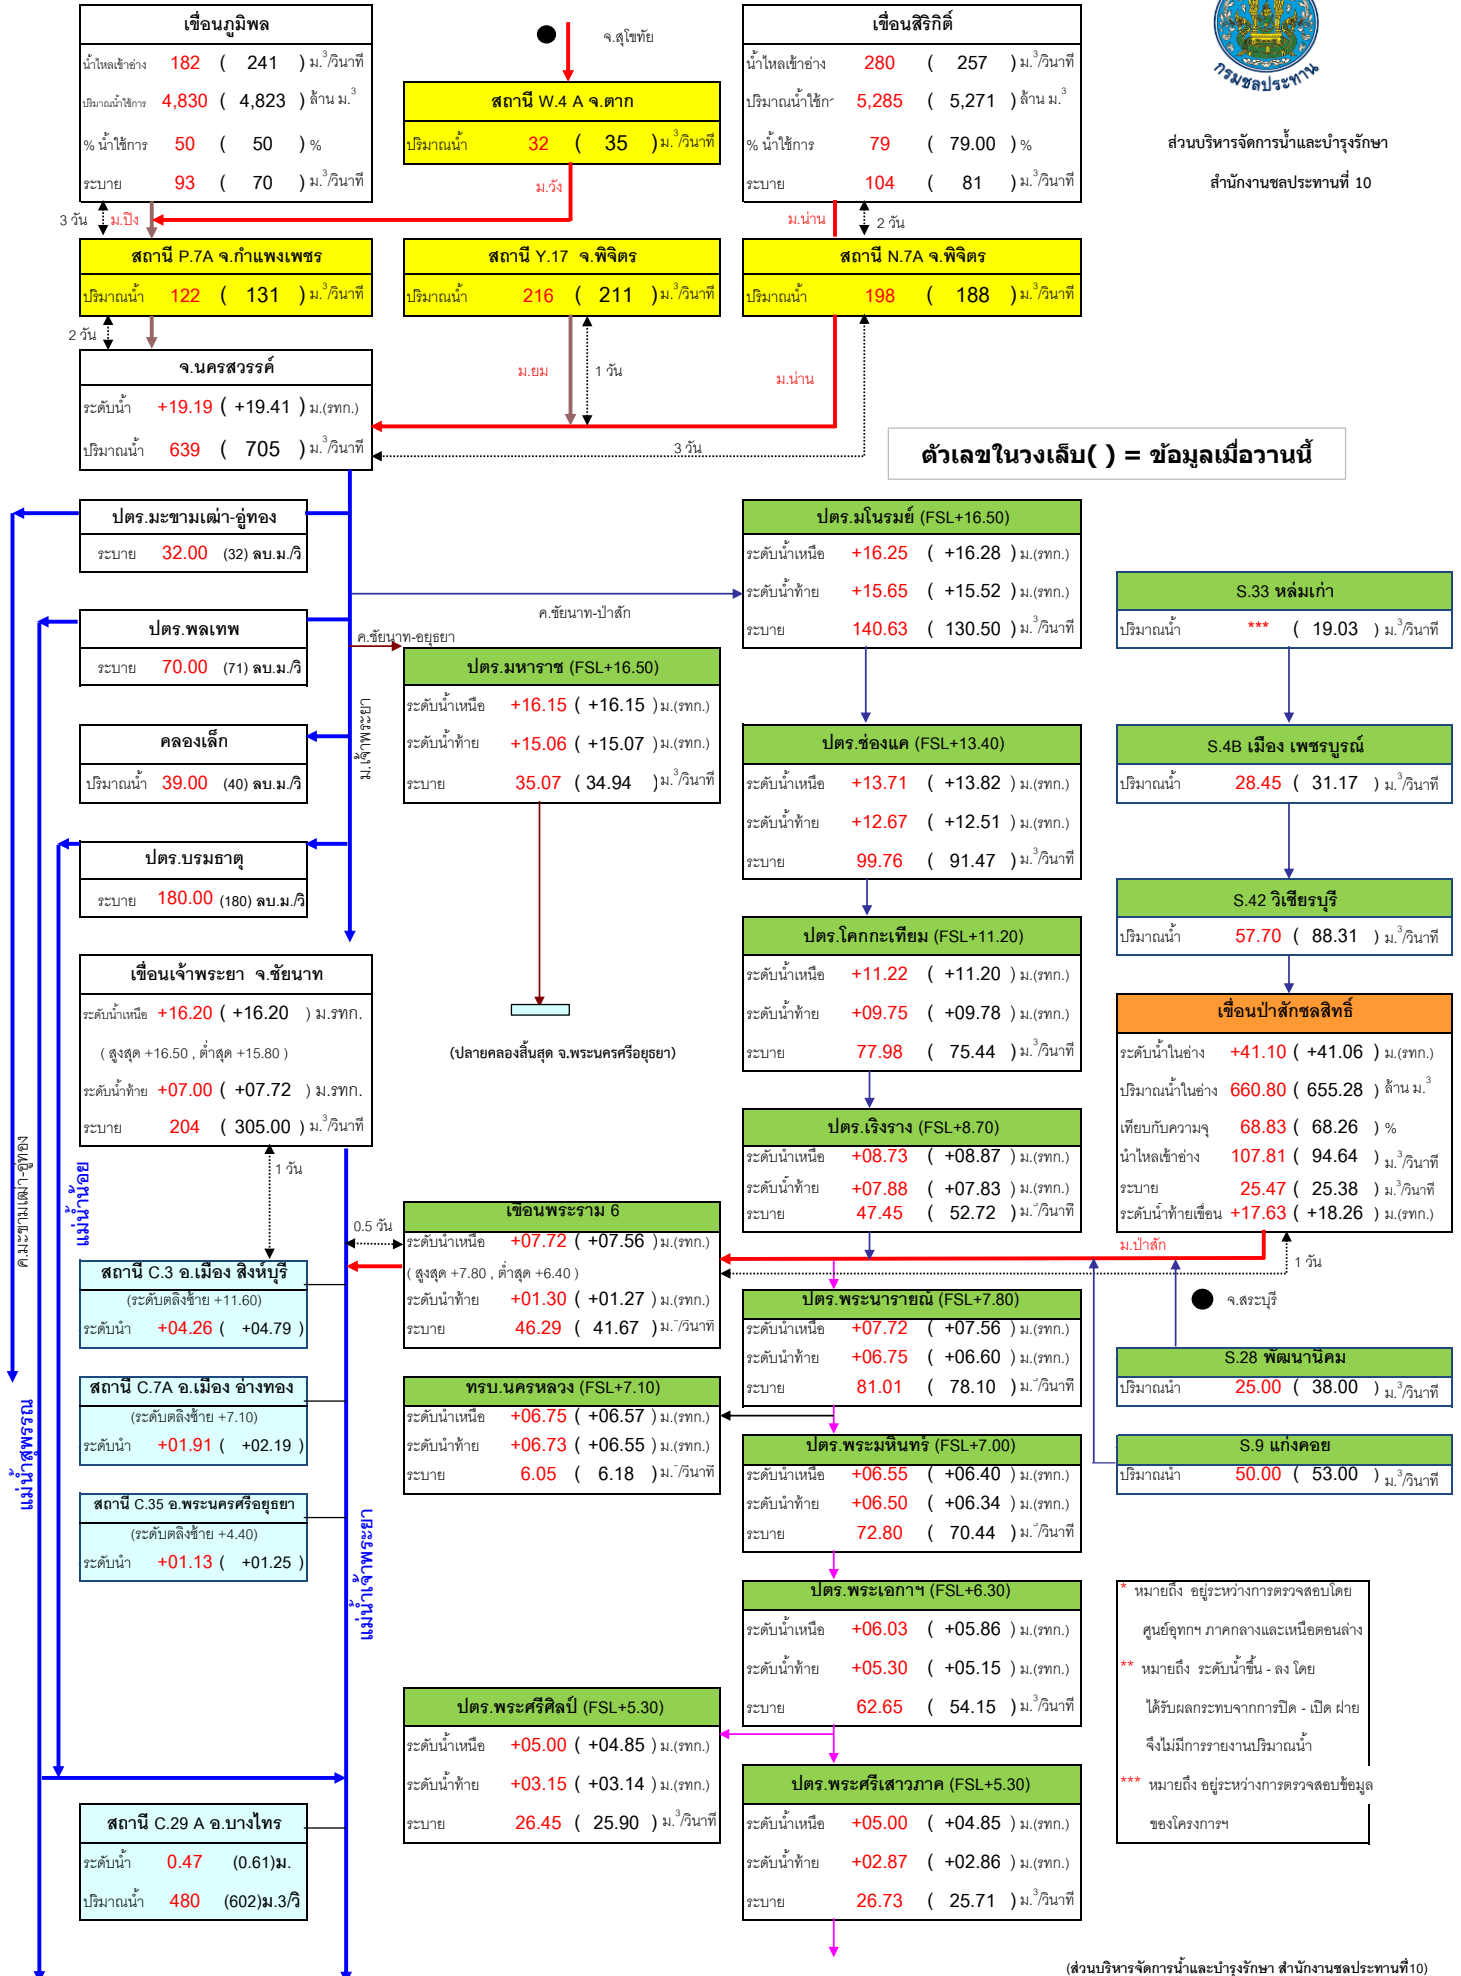 เขื่อนภูมิพล
น้ำไหลเข้าอ่าง 182 ( 241 ) ม.3/วินาที
ปริมาณน้ำใช้การ 4,830 ( 4,823 ) ล้าน ม.3
% น้ำใช้การ 50 ( 50 ) %
ระบาย 93 ( 70 ) ม.3/วินาที
จ.สุโขทัย
สถานี W.4 A จ.ตาก
ปริมาณน้ำ 32 ( 35 ) ม.3/วินาที
เขื่อนสิริกิติ์
น้ำไหลเข้าอ่าง 280 ( 257 ) ม.3/วินาที
ปริมาณน้ำใช้กา 5,285 ( 5,271 ) ล้าน ม.3
% น้ำใช้การ 79 ( 79.00 ) %
ระบาย 104 ( 81 ) ม.3/วินาที
กรมชลประทาน
ส่วนบริหารจัดการน้ำและบำรุงรักษา
สำนักงานชลประทานที่ 10
3 วัน
ม.ปิง
ม.วัง
ม.น่าน
2 วัน
สถานี P.7A จ.กำแพงเพชร
ปริมาณน้ำ 122 ( 131 ) ม.3/วินาที
สถานี Y.17 จ.พิจิตร
ปริมาณน้ำ 216 ( 211 ) ม.3/วินาที
สถานี N.7A จ.พิจิตร
ปริมาณน้ำ 198 ( 188 ) ม.3/วินาที
2 วัน
ม.ยม
1 วัน
ม.น่าน
3 วัน
จ.นครสวรรค์
ระดับน้ำ +19.19 ( +19.41 ) ม.(รทก.)
ปริมาณน้ำ 639 ( 705 ) ม.3/วินาที
ตัวเลขในวงเล็บ( ) = ข้อมูลเมื่อวานนี้
ปตร.มะขามเฒ่า-อู่ทอง
ระบาย 32.00 (32) ลบ.ม./วิ
ปตร.พลเทพ
ระบาย 70.00 (71) ลบ.ม./วิ
คลองเล็ก
ปริมาณน้ำ 39.00 (40) ลบ.ม./วิ
ปตร.บรมธาตุ
ระบาย 180.00 (180) ลบ.ม./วิ
ค.ชัยนาท-ป่าสัก
ค.ชัยนาท-อยุธยา
ม.เจ้าพระยา
ปตร.มหาราช (FSL+16.50)
ระดับน้ำเหนือ +16.15 ( +16.15 ) ม.(รทก.)
ระดับน้ำท้าย +15.06 ( +15.07 ) ม.(รทก.)
ระบาย 35.07 ( 34.94 ) ม.3/วินาที
(ปลายคลองสิ้นสุด จ.พระนครศรีอยุธยา)
ปตร.มโนรมย์ (FSL+16.50)
ระดับน้ำเหนือ +16.25 ( +16.28 ) ม.(รทก.)
ระดับน้ำท้าย +15.65 ( +15.52 ) ม.(รทก.)
ระบาย 140.63 ( 130.50 ) ม.3/วินาที
ปตร.ช่องแค (FSL+13.40)
ระดับน้ำเหนือ +13.71 ( +13.82 ) ม.(รทก.)
ระดับน้ำท้าย +12.67 ( +12.51 ) ม.(รทก.)
ระบาย 99.76 ( 91.47 ) ม.3/วินาที
ปตร.โคกกะเทียม (FSL+11.20)
ระดับน้ำเหนือ +11.22 ( +11.20 ) ม.(รทก.)
ระดับน้ำท้าย +09.75 ( +09.78 ) ม.(รทก.)
ระบาย 77.98 ( 75.44 ) ม.3/วินาที
ปตร.เริงราง (FSL+8.70)
ระดับน้ำเหนือ +08.73 ( +08.87 ) ม.(รทก.)
ระดับน้ำท้าย +07.88 ( +07.83 ) ม.(รทก.)
ระบาย 47.45 ( 52.72 ) ม.3/วินาที
S.33 หล่มเก่า
ปริมาณน้ำ *** ( 19.03 ) ม.3/วินาที
S.4B เมือง เพชรบูรณ์
ปริมาณน้ำ 28.45 ( 31.17 ) ม.3/วินาที
S.42 วิเชียรบุรี
ปริมาณน้ำ 57.70 ( 88.31 ) ม.3/วินาที
เขื่อนป่าสักชลสิทธิ์
ระดับน้ำในอ่าง +41.10 ( +41.06 ) ม.(รทก.)
ปริมาณน้ำในอ่าง 660.80 ( 655.28 ) ล้าน ม.3
เทียบกับความจุ 68.83 ( 68.26 ) %
น้ำไหลเข้าอ่าง 107.81 ( 94.64 ) ม.3/วินาที
ระบาย 25.47 ( 25.38 ) ม.3/วินาที
ระดับน้ำท้ายเขื่อน +17.63 ( +18.26 ) ม.(รทก.)
เขื่อนเจ้าพระยา จ.ชัยนาท
ระดับน้ำเหนือ +16.20 ( +16.20 ) ม.รทก.
( สูงสุด +16.50 , ต่ำสุด +15.80 )
ระดับน้ำท้าย +07.00 ( +07.72 ) ม.รทก.
ระบาย 204 ( 305.00 ) ม.3/วินาที
ค.มะขามเฒ่า-อู่ทอง
แม่น้ำน้อย
1 วัน
0.5 วัน
เขื่อนพระราม 6
ระดับน้ำเหนือ +07.72 ( +07.56 ) ม.(รทก.)
( สูงสุด +7.80 , ต่ำสุด +6.40 )
ระดับน้ำท้าย +01.30 ( +01.27 ) ม.(รทก.)
ระบาย 46.29 ( 41.67 ) ม.3/วินาที
ม.ป่าสัก
1 วัน
จ.สระบุรี
สถานี C.3 อ.เมือง สิงห์บุรี
(ระดับตลิ่งซ้าย +11.60)
ระดับน้ำ +04.26 ( +04.79 )
สถานี C.7A อ.เมือง อ่างทอง
(ระดับตลิ่งซ้าย +7.10)
ระดับน้ำ +01.91 ( +02.19 )
สถานี C.35 อ.พระนครศรีอยุธยา
(ระดับตลิ่งซ้าย +4.40)
ระดับน้ำ +01.13 ( +01.25 )
แม่น้ำสุพรรณ
แม่น้ำเจ้าพระยา
ทรบ.นครหลวง (FSL+7.10)
ระดับน้ำเหนือ +06.75 ( +06.57 ) ม.(รทก.)
ระดับน้ำท้าย +06.73 ( +06.55 ) ม.(รทก.)
ระบาย 6.05 ( 6.18 ) ม.3/วินาที
ปตร.พระนารายณ์ (FSL+7.80)
ระดับน้ำเหนือ +07.72 ( +07.56 ) ม.(รทก.)
ระดับน้ำท้าย +06.75 ( +06.60 ) ม.(รทก.)
ระบาย 81.01 ( 78.10 ) ม.3/วินาที
ปตร.พระมหินทร์ (FSL+7.00)
ระดับน้ำเหนือ +06.55 ( +06.40 ) ม.(รทก.)
ระดับน้ำท้าย +06.50 ( +06.34 ) ม.(รทก.)
ระบาย 72.80 ( 70.44 ) ม.3/วินาที
S.28 พัฒนานิคม
ปริมาณน้ำ 25.00 ( 38.00 ) ม.3/วินาที
S.9 แก่งคอย
ปริมาณน้ำ 50.00 ( 53.00 ) ม.3/วินาที
ปตร.พระเอกาฯ (FSL+6.30)
ระดับน้ำเหนือ +06.03 ( +05.86 ) ม.(รทก.)
ระดับน้ำท้าย +05.30 ( +05.15 ) ม.(รทก.)
ระบาย 62.65 ( 54.15 ) ม.3/วินาที
ปตร.พระศรีศิลป์ (FSL+5.30)
ระดับน้ำเหนือ +05.00 ( +04.85 ) ม.(รทก.)
ระดับน้ำท้าย +03.15 ( +03.14 ) ม.(รทก.)
ระบาย 26.45 ( 25.90 ) ม.3/วินาที
ปตร.พระศรีเสาวภาค (FSL+5.30)
ระดับน้ำเหนือ +05.00 ( +04.85 ) ม.(รทก.)
ระดับน้ำท้าย +02.87 ( +02.86 ) ม.(รทก.)
ระบาย 26.73 ( 25.71 ) ม.3/วินาที
* หมายถึง อยู่ระหว่างการตรวจสอบโดย
ศูนย์อุทกฯ ภาคกลางและเหนือตอนล่าง
** หมายถึง ระดับน้ำขึ้น - ลง โดย
ได้รับผลกระทบจากการปิด - เปิด ฝาย
จึงไม่มีการรายงานปริมาณน้ำ
*** หมายถึง อยู่ระหว่างการตรวจสอบข้อมูล
ของโครงการฯ
สถานี C.29 A อ.บางไทร
ระดับน้ำ 0.47 (0.61)ม.
ปริมาณน้ำ 480 (602)ม.3/วิ
(ส่วนบริหารจัดการน้ำและบำรุงรักษา สำนักงานชลประทานที่10)